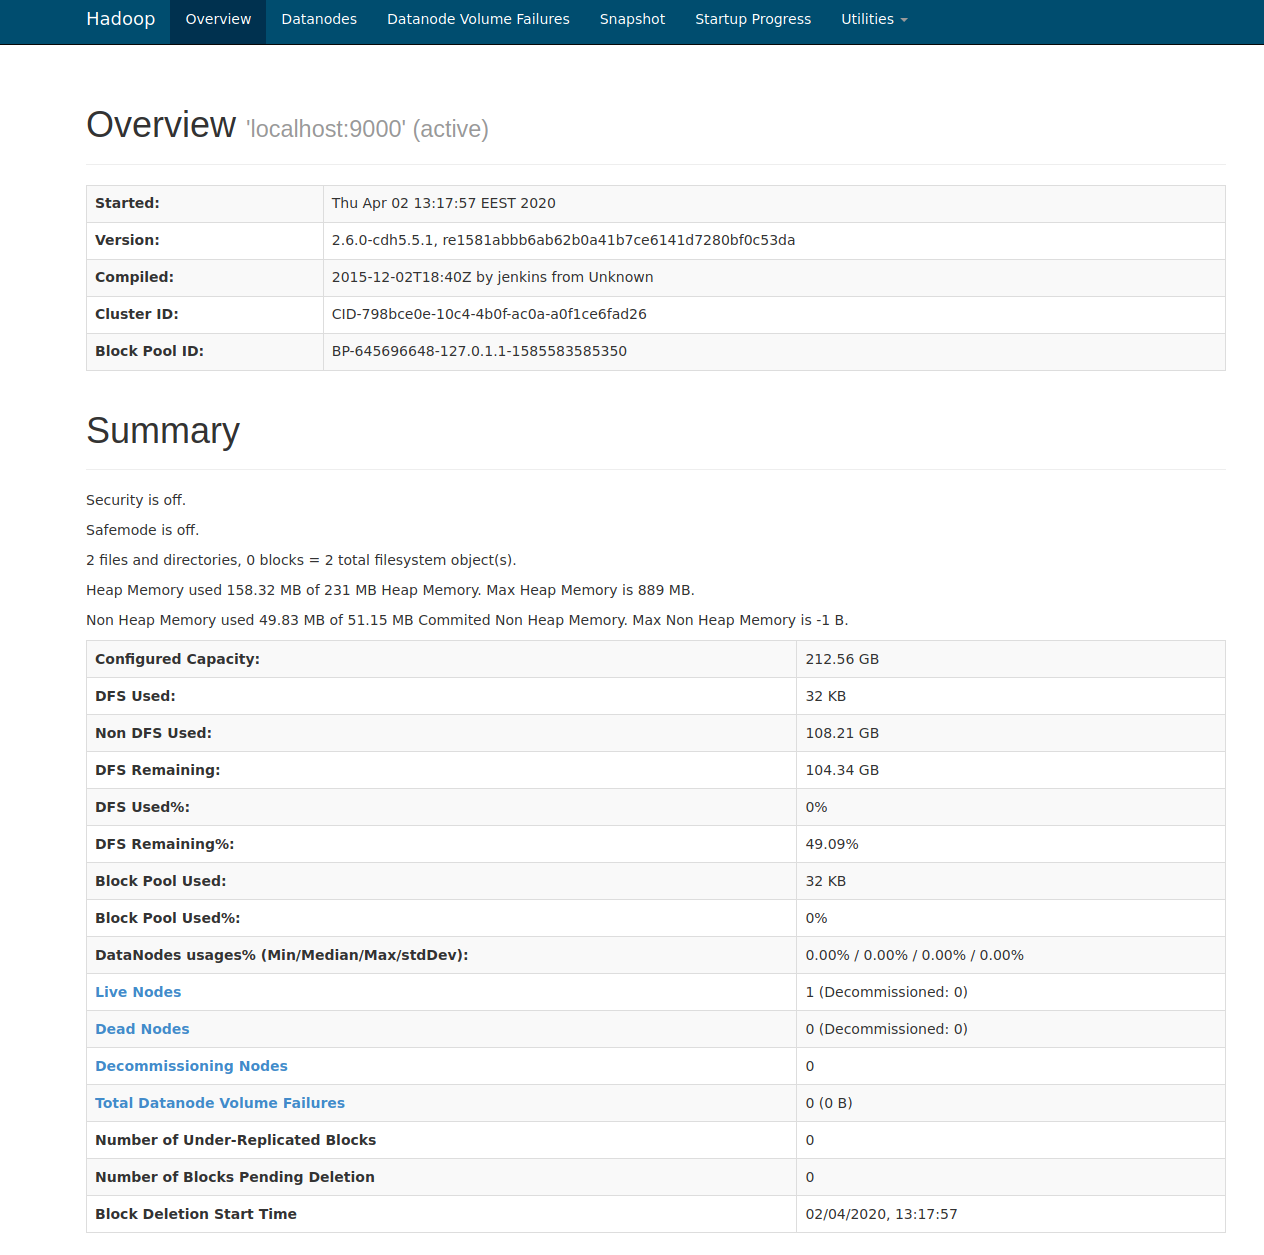 Hadoop Overview Datanodes Datanode Volume Failures Snapshot Startup Progress Utilities
Overview 'localhost:9000' (active)
Started: Thu Apr 02 13:17:57 EEST 2020
Version: 2.6.0-cdh5.5.1, re1581abbb6ab62b0a41b7ce6141d7280bf0c53da
Compiled: 2015-12-02T18:40Z by jenkins from Unknown
Cluster ID: CID-798bce0e-10c4-4b0f-ac0a-a0f1ce6fad26
Block Pool ID: BP-645696648-127.0.1.1-1585583585350
Summary
Security is off.
Safemode is off.
2 files and directories, 0 blocks = 2 total filesystem object(s).
Heap Memory used 158.32 MB of 231 MB Heap Memory. Max Heap Memory is 889 MB.
Non Heap Memory used 49.83 MB of 51.15 MB Commited Non Heap Memory. Max Non Heap Memory is -1 B.
Configured Capacity: 212.56 GB
DFS Used: 32 KB
Non DFS Used: 108.21 GB
DFS Remaining: 104.34 GB
DFS Used%: 0%
DFS Remaining%: 49.09%
Block Pool Used: 32 KB
Block Pool Used%: 0%
DataNodes usages% (Min/Median/Max/stdDev): 0.00% / 0.00% / 0.00% / 0.00%
Live Nodes 1 (Decommissioned: 0)
Dead Nodes 0 (Decommissioned: 0)
Decommissioning Nodes 0
Total Datanode Volume Failures 0 (0 B)
Number of Under-Replicated Blocks 0
Number of Blocks Pending Deletion 0
Block Deletion Start Time 02/04/2020, 13:17:57